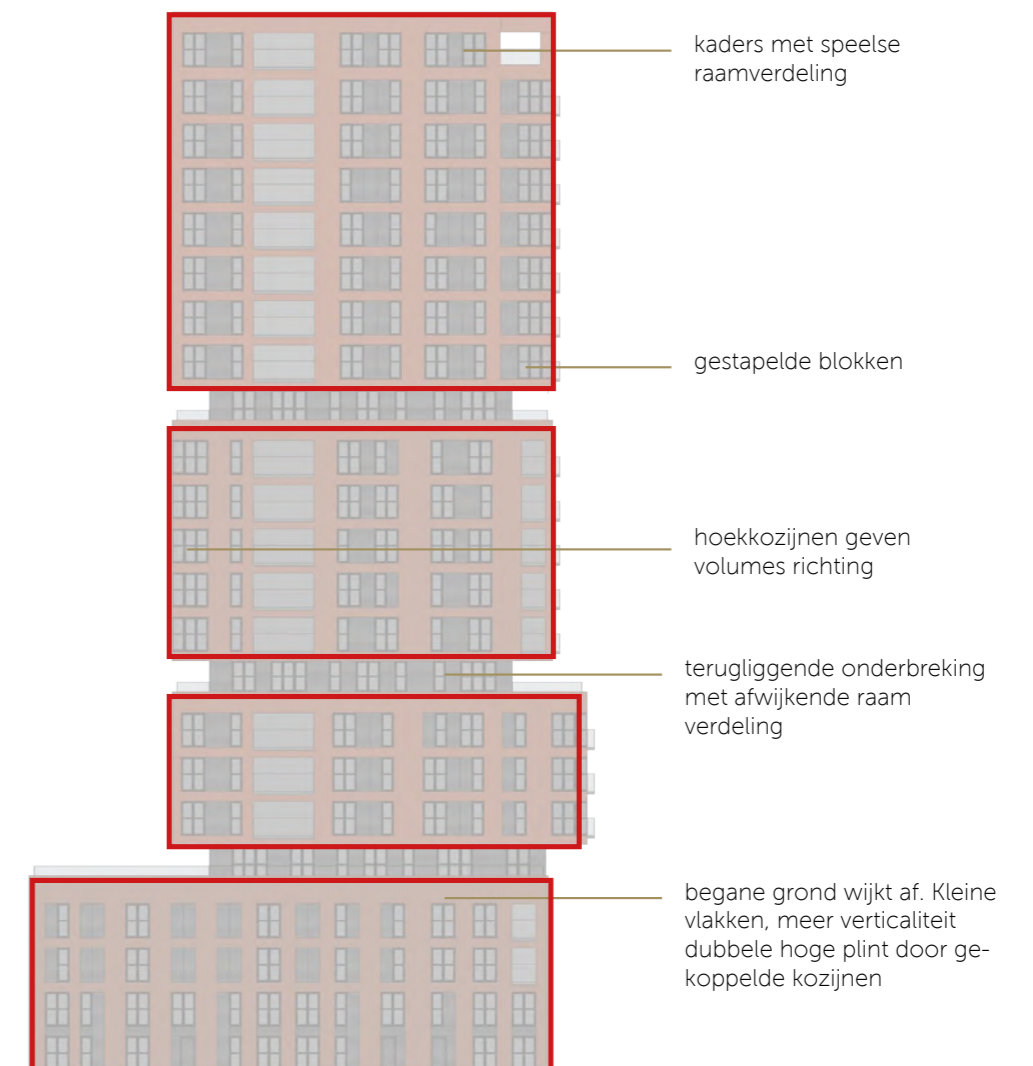 kaders met speelse
raamverdeling
gestapelde blokken
hoekkozijnen geven
volumes richting
terugliggende onderbreking
met afwijkende raam
verdeling
begane grond wijkt af. Kleine
vlakken, meer verticaliteit
dubbele hoge plint door ge-
koppelde kozijnen